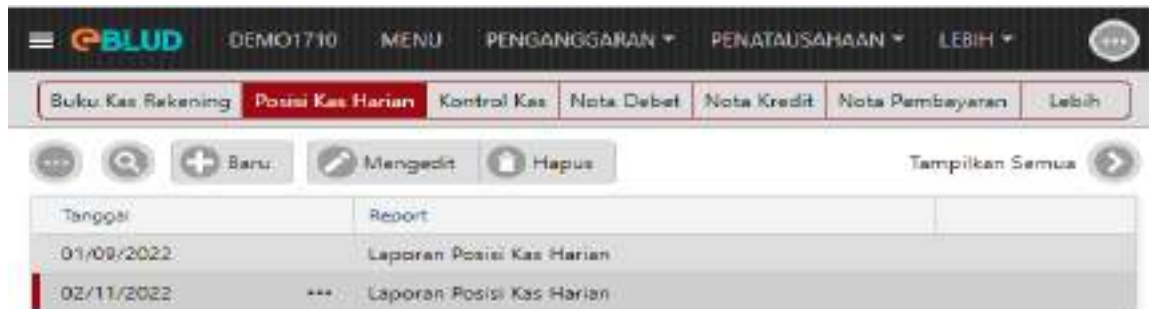 eBLUD DEMO1710 MENU PENGANGGARAN PENATAUSAHAAN LEBIH
Buku Kas Rekening Posisi Kas Harian Kontrol Kas Nota Debet Nota Kredit Nota Pembayaran Lebih
Baru Mengedit Hapus Tampilkan Semua
Tanggal Report
01/09/2022 Laporan Posisi Kas Harian
02/11/2022 ••• Laporan Posisi Kas Harian